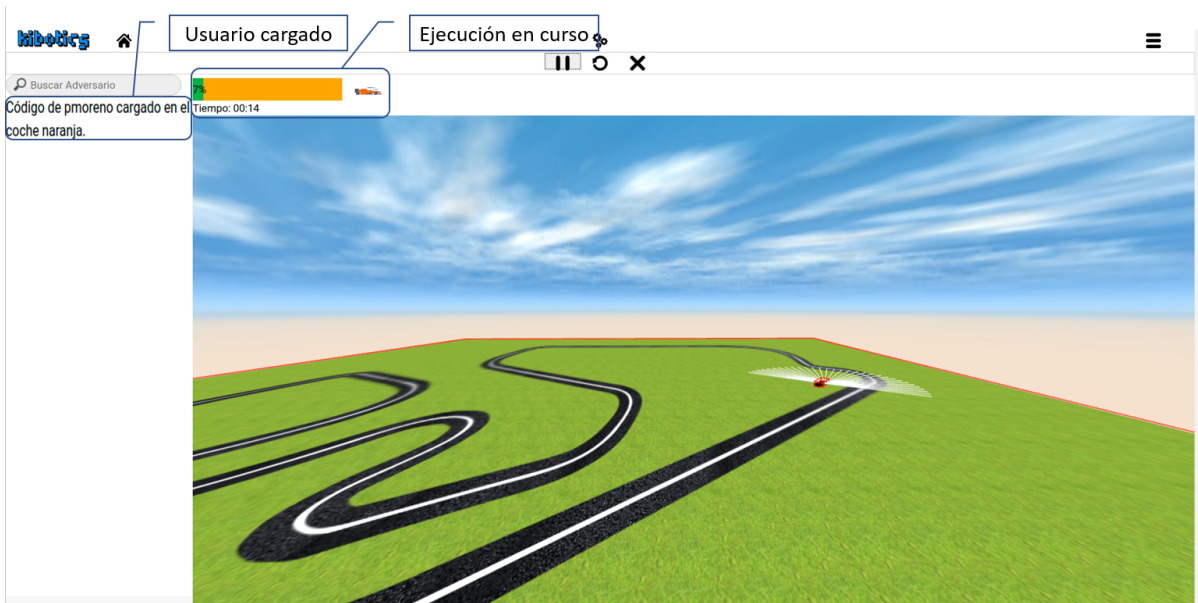 kibotics
Usuario cargado
Ejecución en curso
Buscar Adversario
7%
Código de pmoreno cargado en el
coche naranja.
Tiempo: 00:14